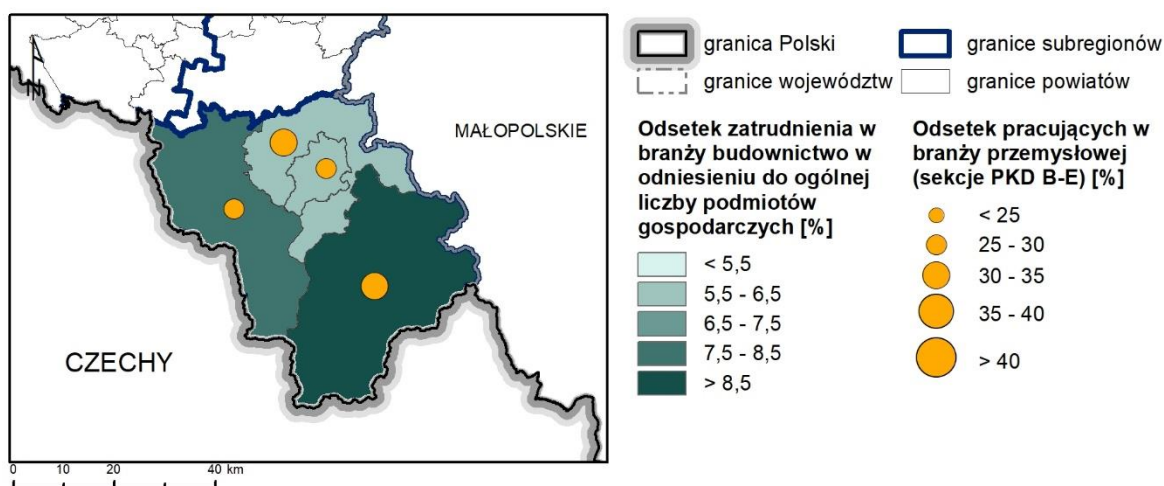 MAŁOPOLSKIE
CZECHY
0 10 20 40 km
granica Polski
granice województw
granice subregionów
granice powiatów
Odsetek zatrudnienia w
branży budownictwo w
odniesieniu do ogólnej
liczby podmiotów
gospodarczych [%]
< 5,5
5,5 - 6,5
6,5 - 7,5
7,5 - 8,5
> 8,5
Odsetek pracujących w
branży przemysłowej
(sekcje PKD B-E) [%]
< 25
25 - 30
30 - 35
35 - 40
> 40